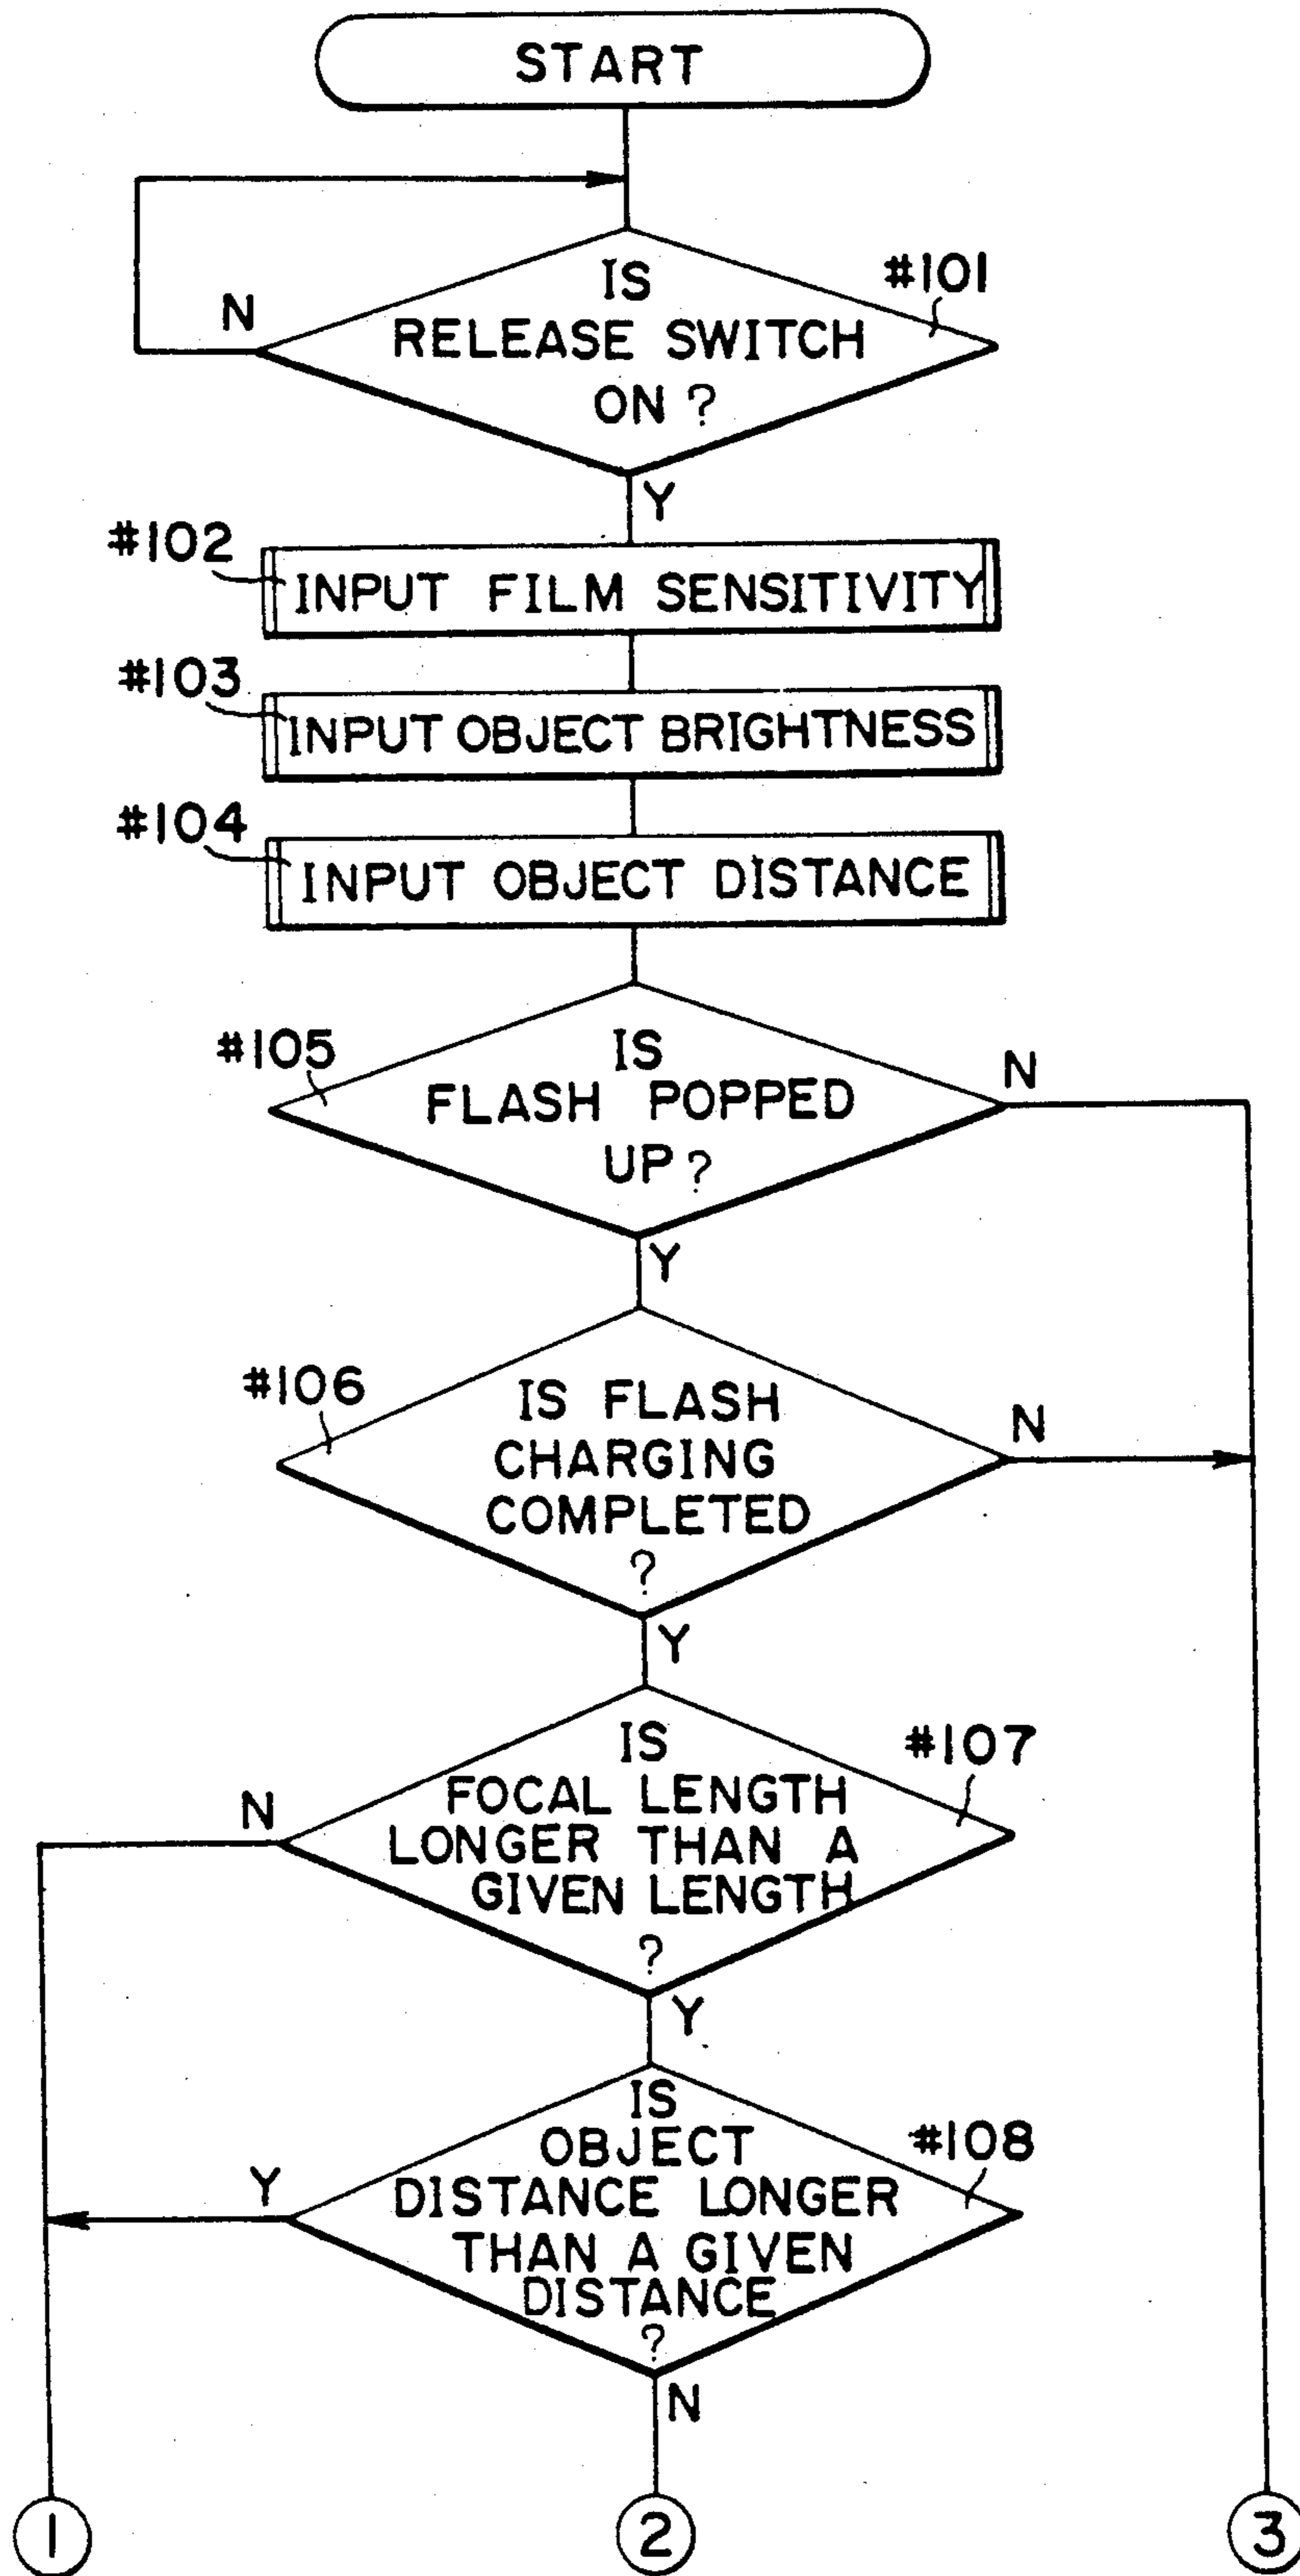 START
IS
#101
N
RELEASE SWITCH
ON ?
Y
#102
INPUT FILM SENSITIVITY
#103
INPUT OBJECT BRIGHTNESS
#104
INPUT OBJECT DISTANCE
#105
IS
N
FLASH POPPED
UP ?
Y
#106
IS FLASH
N
CHARGING
COMPLETED
?
Y
IS
#107
N
FOCAL LENGTH
LONGER THAN A
GIVEN LENGTH
?
Y
IS
OBJECT
#108
Y
DISTANCE LONGER
THAN A GIVEN
DISTANCE
?
N
1
2
3